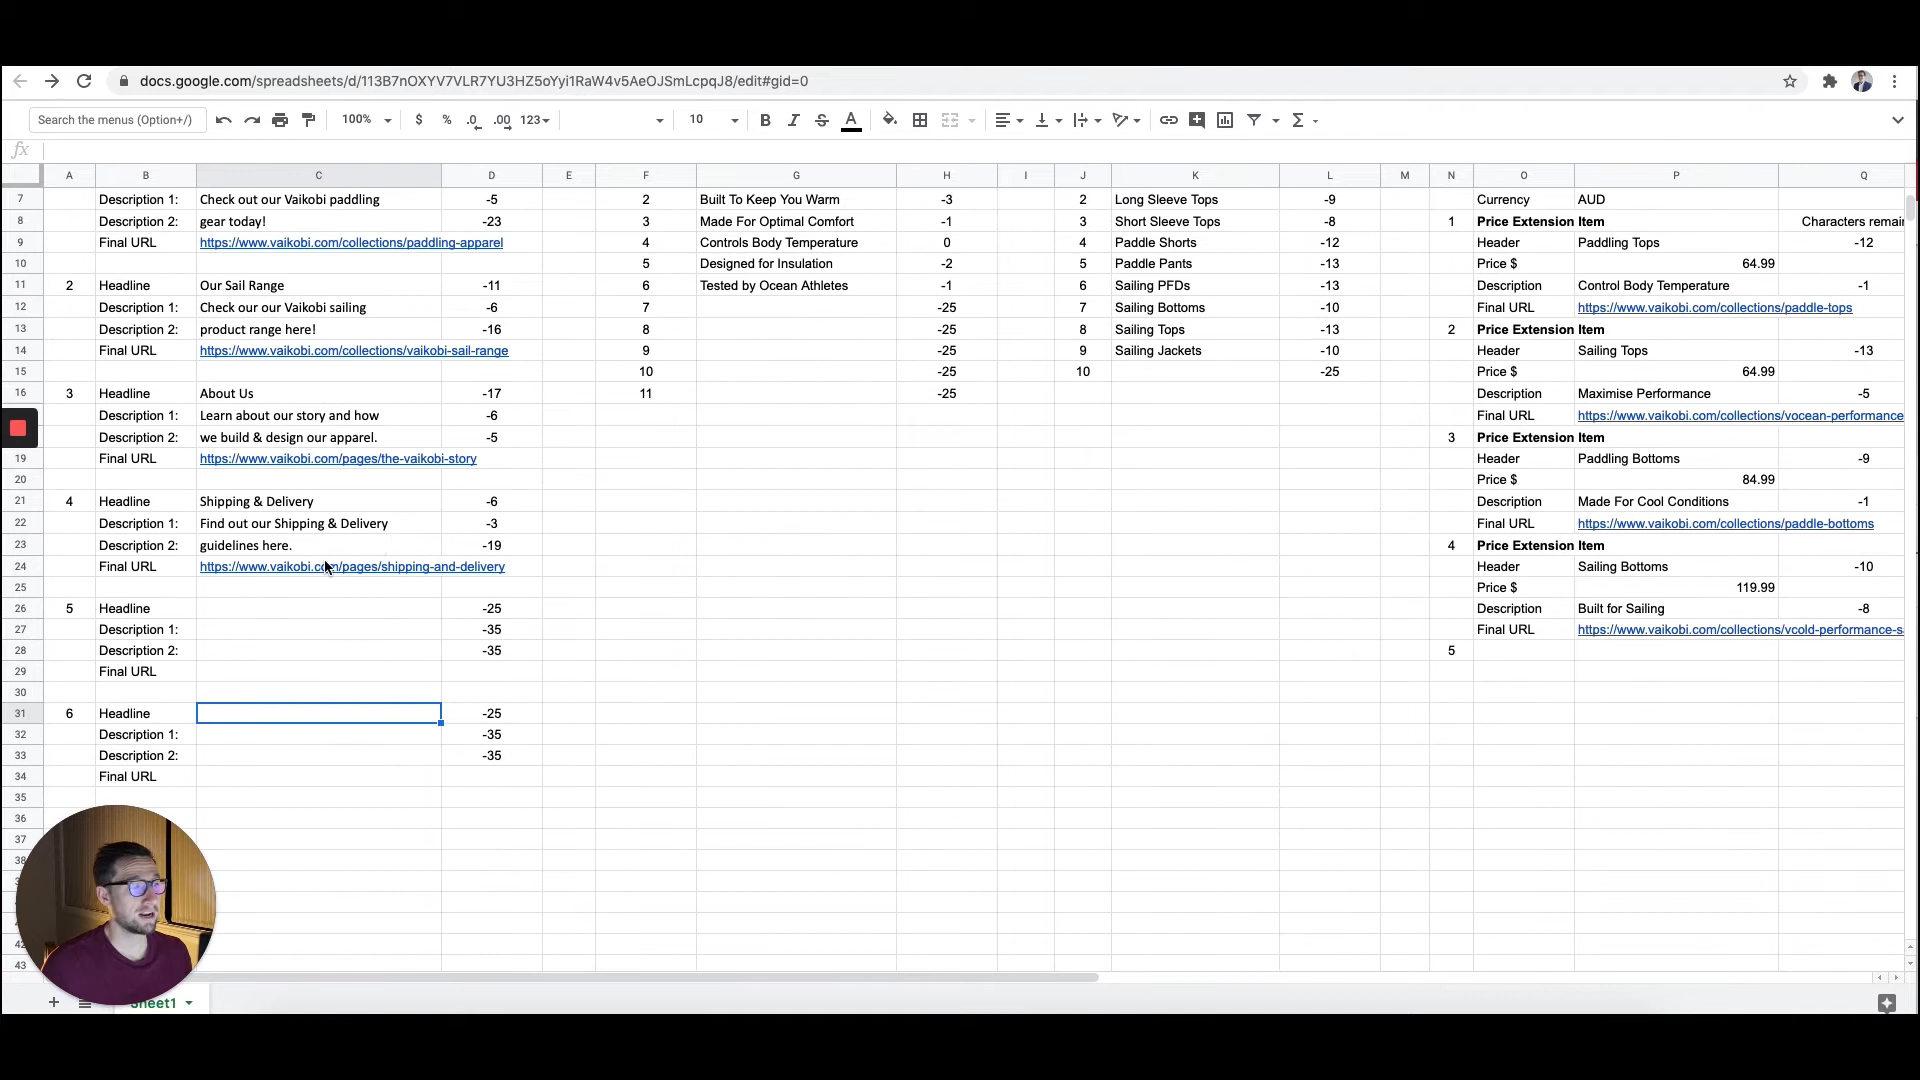 docs.google.com/spreadsheets/d/113B7nOXYV7VLR7YU3HZ5oYyi1RaW4v5AeOJSmLcpqJ8/edit#gid=0
Search the menus (Option+/) 100% $ % .0 .00 123 10 B I S A Σ
fx
A B C D E F G H I J K L M N O P Q
7 Description 1: Check out our Vaikobi paddling -5 2 Built To Keep You Warm -3 2 Long Sleeve Tops -9 Currency AUD
8 Description 2: gear today! -23 3 Made For Optimal Comfort -1 3 Short Sleeve Tops -8 1 Price Extension Item Characters remain
9 Final URL https://www.vaikobi.com/collections/paddling-apparel 4 Controls Body Temperature 0 4 Paddle Shorts -12 Header Paddling Tops -12
10 5 Designed for Insulation -2 5 Paddle Pants -13 Price $ 64.99
11 2 Headline Our Sail Range -11 6 Tested by Ocean Athletes -1 6 Sailing PFDs -13 Description Control Body Temperature -1
12 Description 1: Check our our Vaikobi sailing -6 7 -25 7 Sailing Bottoms -10 Final URL https://www.vaikobi.com/collections/paddle-tops
13 Description 2: product range here! -16 8 -25 8 Sailing Tops -13 2 Price Extension Item
14 Final URL https://www.vaikobi.com/collections/vaikobi-sail-range 9 -25 9 Sailing Jackets -10 Header Sailing Tops -13
15 10 -25 10 -25 Price $ 64.99
16 3 Headline About Us -17 11 -25 Description Maximise Performance -5
Description 1: Learn about our story and how -6 Final URL https://www.vaikobi.com/collections/vocean-performance
Description 2: we build & design our apparel. -5 3 Price Extension Item
19 Final URL https://www.vaikobi.com/pages/the-vaikobi-story Header Paddling Bottoms -9
20 Price $ 84.99
21 4 Headline Shipping & Delivery -6 Description Made For Cool Conditions -1
22 Description 1: Find out our Shipping & Delivery -3 Final URL https://www.vaikobi.com/collections/paddle-bottoms
23 Description 2: guidelines here. -19 4 Price Extension Item
24 Final URL https://www.vaikobi.com/pages/shipping-and-delivery Header Sailing Bottoms -10
25 Price $ 119.99
26 5 Headline -25 Description Built for Sailing -8
27 Description 1: -35 Final URL https://www.vaikobi.com/collections/vcold-performance-s
28 Description 2: -35 5
29 Final URL
30
31 6 Headline -25
32 Description 1: -35
33 Description 2: -35
34 Final URL
35
36
37
38
42
43
Sheet1